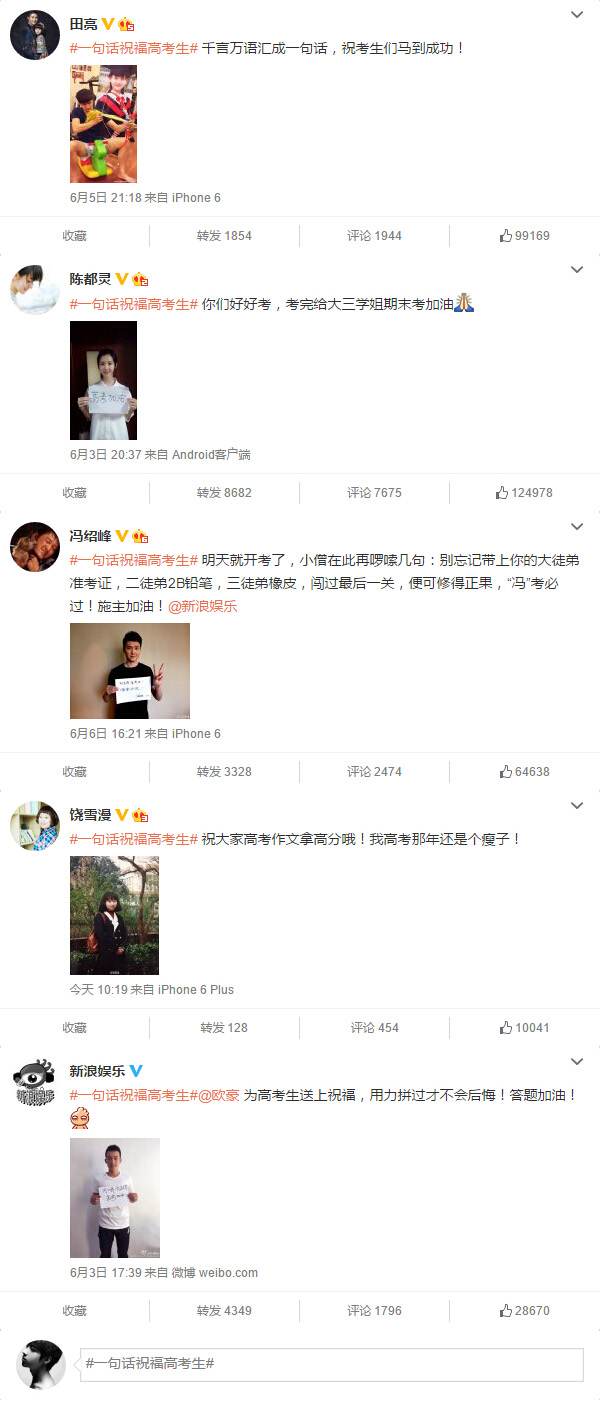 田亮
#一句话祝福高考生# 千言万语汇成一句话，祝考生们马到成功！
6月5日 21:18 来自 iPhone 6
收藏 转发 1854 评论 1944 99169
陈都灵
#一句话祝福高考生# 你们好好考，考完给大三学姐期末考加油
高考加油
6月3日 20:37 来自 Android客户端
收藏 转发 8682 评论 7675 124978
冯绍峰
#一句话祝福高考生# 明天就开考了，小僧在此再啰嗦几句：别忘记带上你的大徒弟
准考证，二徒弟2B铅笔，三徒弟橡皮，闯过最后一关，便可修得正果，“冯”考必
过！施主加油！@新浪娱乐
6月6日 16:21 来自 iPhone 6
收藏 转发 3328 评论 2474 64638
饶雪漫
#一句话祝福高考生# 祝大家高考作文拿高分哦！我高考那年还是个瘦子！
今天 10:19 来自 iPhone 6 Plus
收藏 转发 128 评论 454 10041
新浪娱乐
#一句话祝福高考生#@欧豪 为高考生送上祝福，用力拼过才不会后悔！答题加油！
6月3日 17:39 来自 微博 weibo.com
收藏 转发 4349 评论 1796 28670
#一句话祝福高考生#